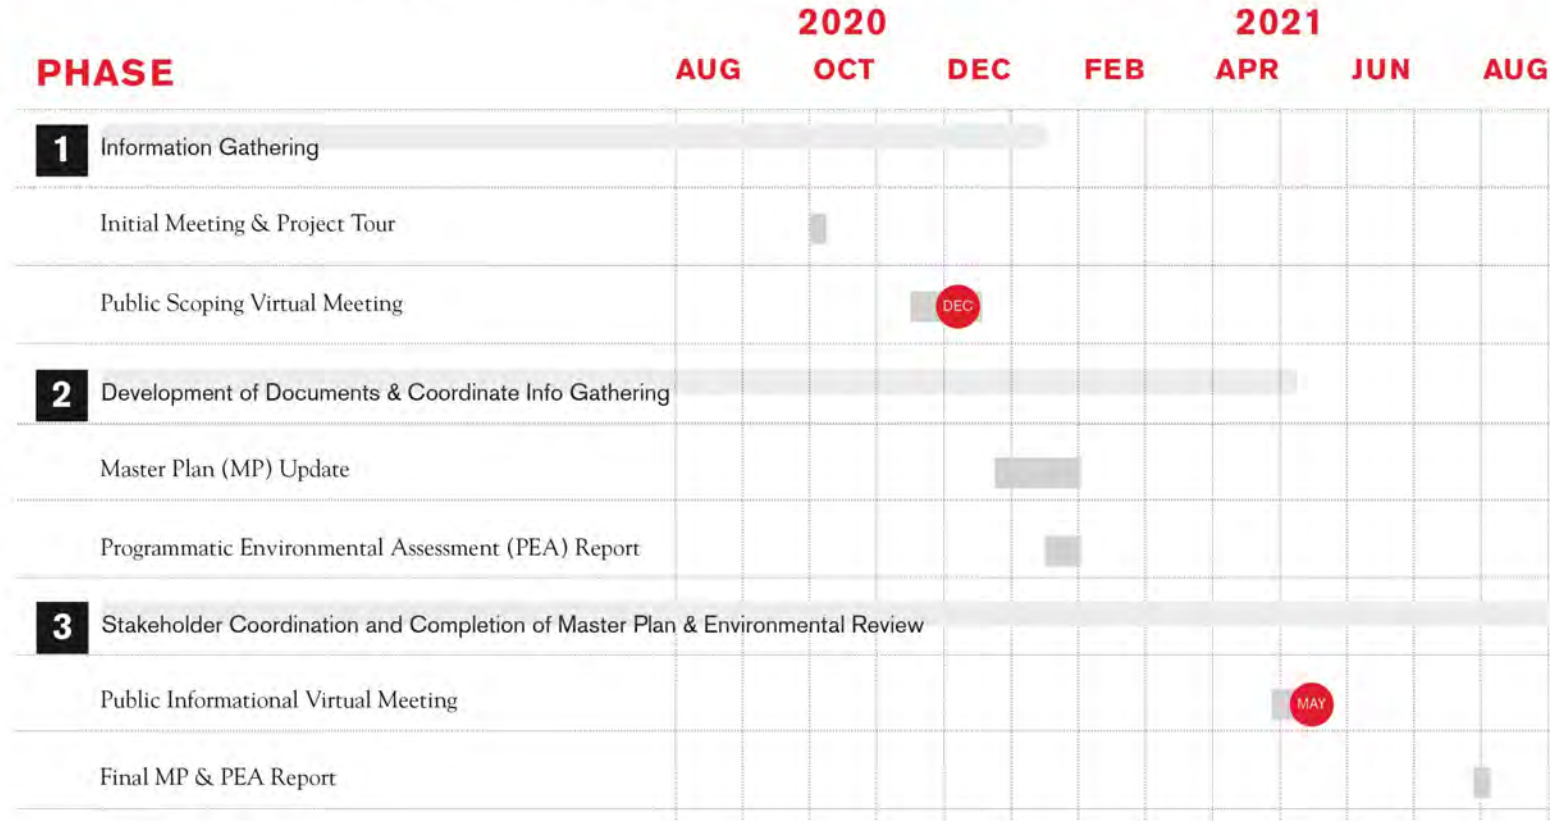 2020 2021
PHASE AUG OCT DEC FEB APR JUN AUG
1 Information Gathering
Initial Meeting & Project Tour
Public Scoping Virtual Meeting DEC
2 Development of Documents & Coordinate Info Gathering
Master Plan (MP) Update
Programmatic Environmental Assessment (PEA) Report
3 Stakeholder Coordination and Completion of Master Plan & Environmental Review
Public Informational Virtual Meeting MAY
Final MP & PEA Report